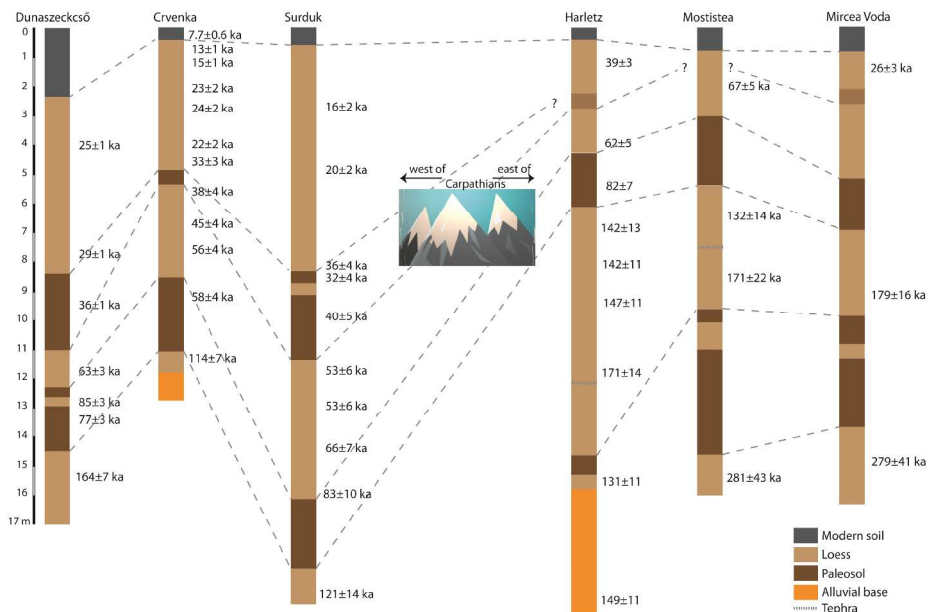 Dunaszeckcső
Crvenka
Surduk
Harletz
Mostistea
Mircea Voda
0
1
2
3
4
5
6
7
8
9
10
11
12
13
14
15
16
17 m
25±1 ka
29±1 ka
36±1 ka
63±3 ka
85±3 ka
77±3 ka
164±7 ka
7.7±0.6 ka
13±1 ka
15±1 ka
23±2 ka
24±2 ka
22±2 ka
33±3 ka
38±4 ka
45±4 ka
56±4 ka
58±4 ka
114±7 ka
16±2 ka
20±2 ka
36±4 ka
32±4 ka
40±5 ka
53±6 ka
53±6 ka
66±7 ka
83±10 ka
121±14 ka
?
west of
east of
Carpathians
39±3
62±5
82±7
142±13
142±11
147±11
171±14
131±11
149±11
?
?
67±5 ka
132±14 ka
171±22 ka
281±43 ka
26±3 ka
179±16 ka
279±41 ka
Modern soil
Loess
Paleosol
Alluvial base
Tephra